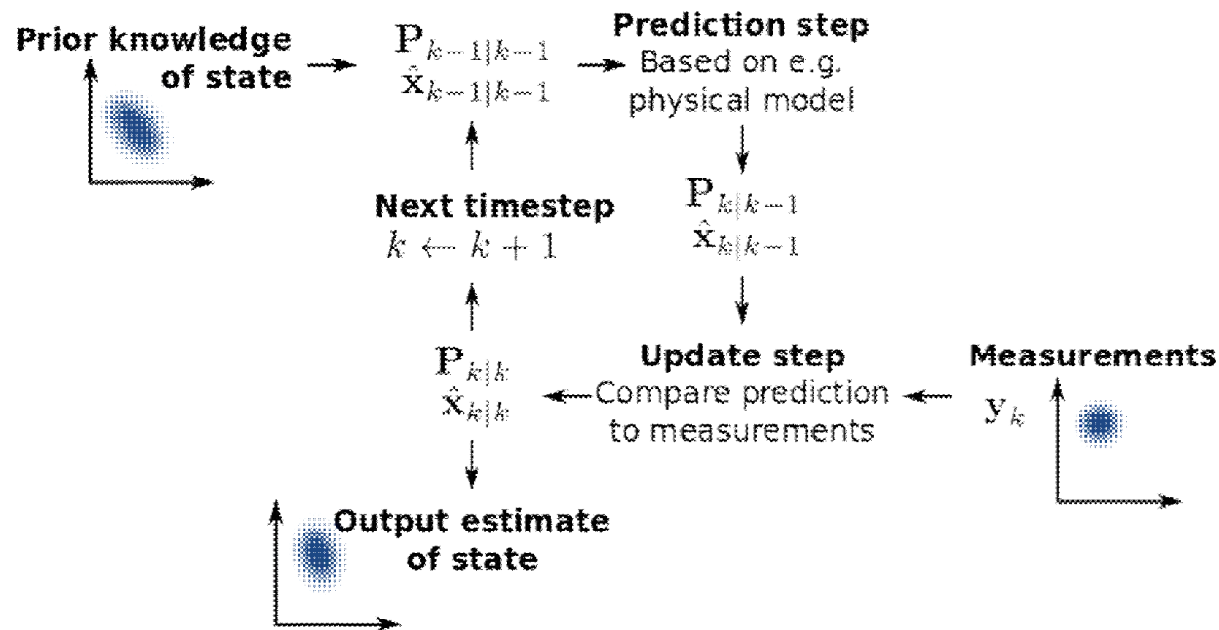 Prior knowledge
of state
P_{k−1|k−1}
x̂_{k−1|k−1}
Prediction step
Based on e.g.
physical model
Next timestep
k ← k + 1
P_{k|k−1}
x̂_{k|k−1}
P_{k|k}
x̂_{k|k}
Update step
Compare prediction
to measurements
Measurements
y_k
Output estimate
of state